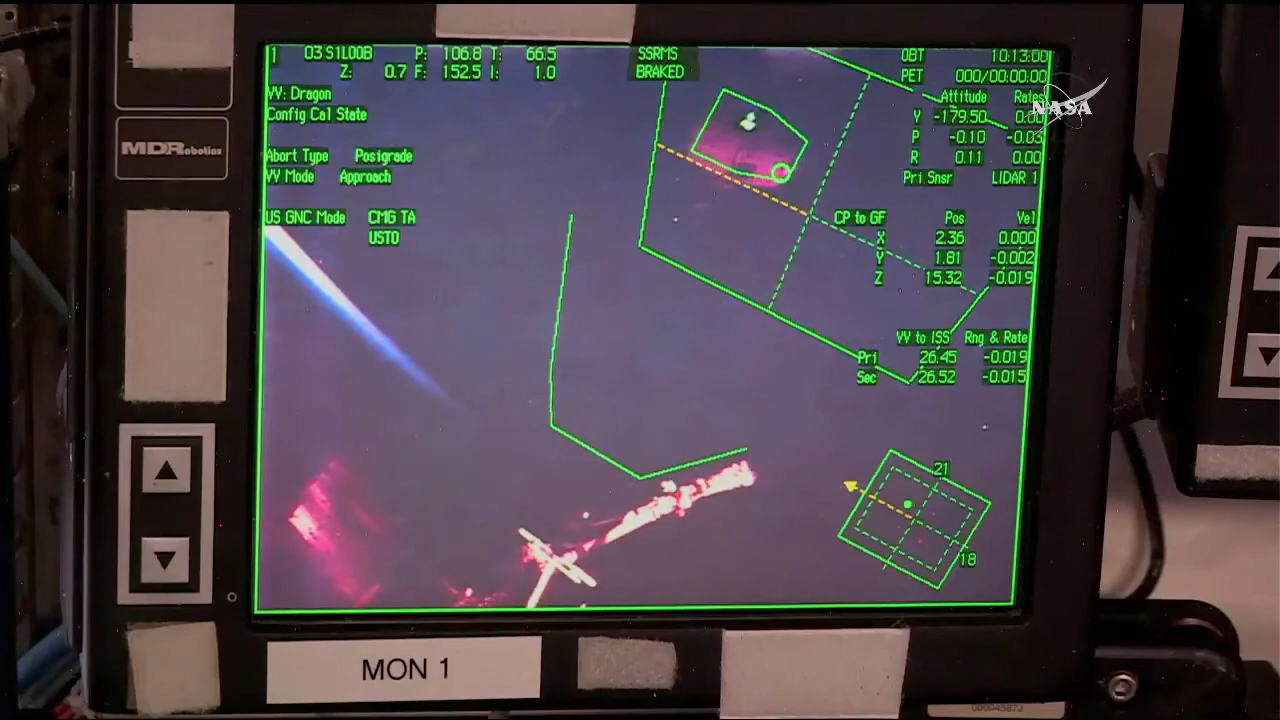 1 03 S1LOOB P: 106.8 T: 66.5 SSRMS OBT 10:13:00
Z: 0.7 F: 152.5 I: 1.0 BRAKED PET 000/00:00:00
VV: Dragon Attitude Rates
Config Cal State Y -179.50 0.00
P -0.10 -0.03
Abort Type Posigrade R 0.11 0.00
VV Mode Approach Pri Snsr LIDAR 1
US GNC Mode CMG TA CP to GF Pos Vel
USTO X 2.36 0.000
Y 1.81 -0.002
Z 15.32 -0.019
VV to ISS Rng & Rate
Pri 26.45 -0.019
Sec 26.52 -0.015
21
18
NASA
MDRobotics
MON 1